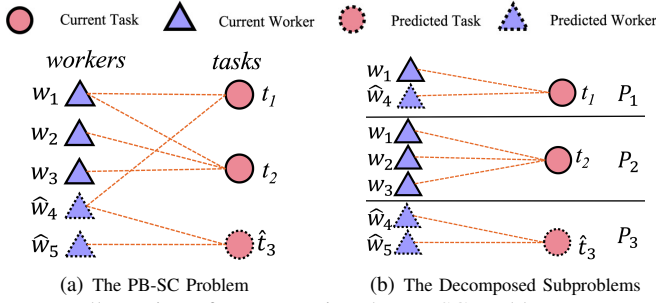 Current Task Current Worker Predicted Task Predicted Worker
workers tasks
w₁ t₁
w₂
w₃ t₂
ŵ₄
ŵ₅ t̂₃
(a) The PB-SC Problem
w₁
ŵ₄ t₁ P₁
w₁
w₂ t₂ P₂
w₃
ŵ₄
ŵ₅ t̂₃ P₃
(b) The Decomposed Subproblems